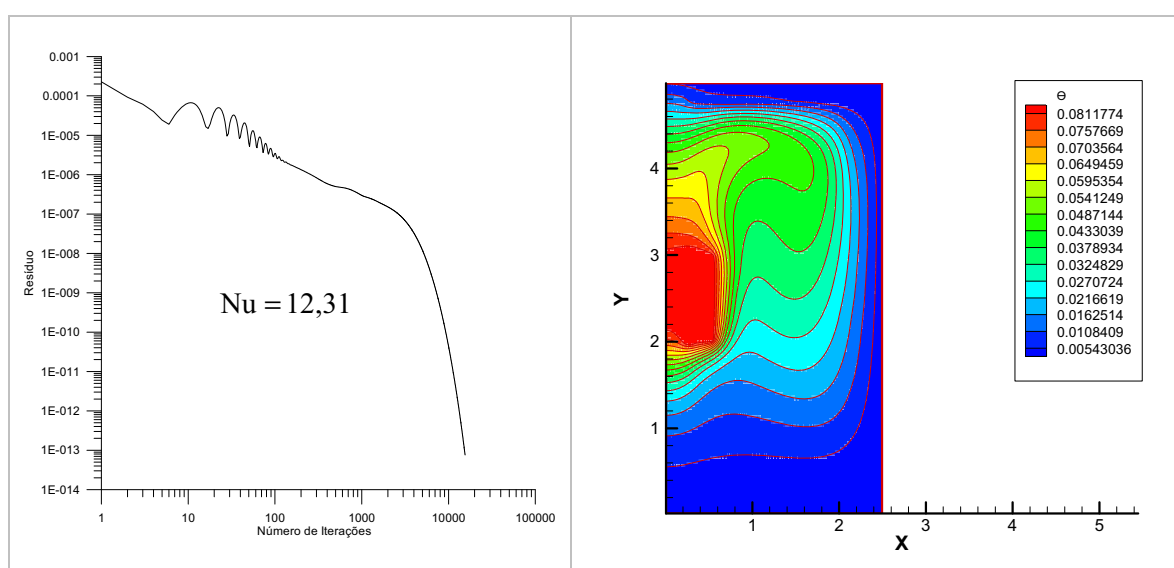 0.001
0.0001
1E-005
1E-006
1E-007
1E-008
1E-009
1E-010
1E-011
1E-012
1E-013
1E-014
Resíduo
Nu = 12,31
1 10 100 1000 10000 100000
Número de Iterações
4
3
2
1
Y
1 2 3 4 5
X
Θ
0.0811774
0.0757669
0.0703564
0.0649459
0.0595354
0.0541249
0.0487144
0.0433039
0.0378934
0.0324829
0.0270724
0.0216619
0.0162514
0.0108409
0.00543036